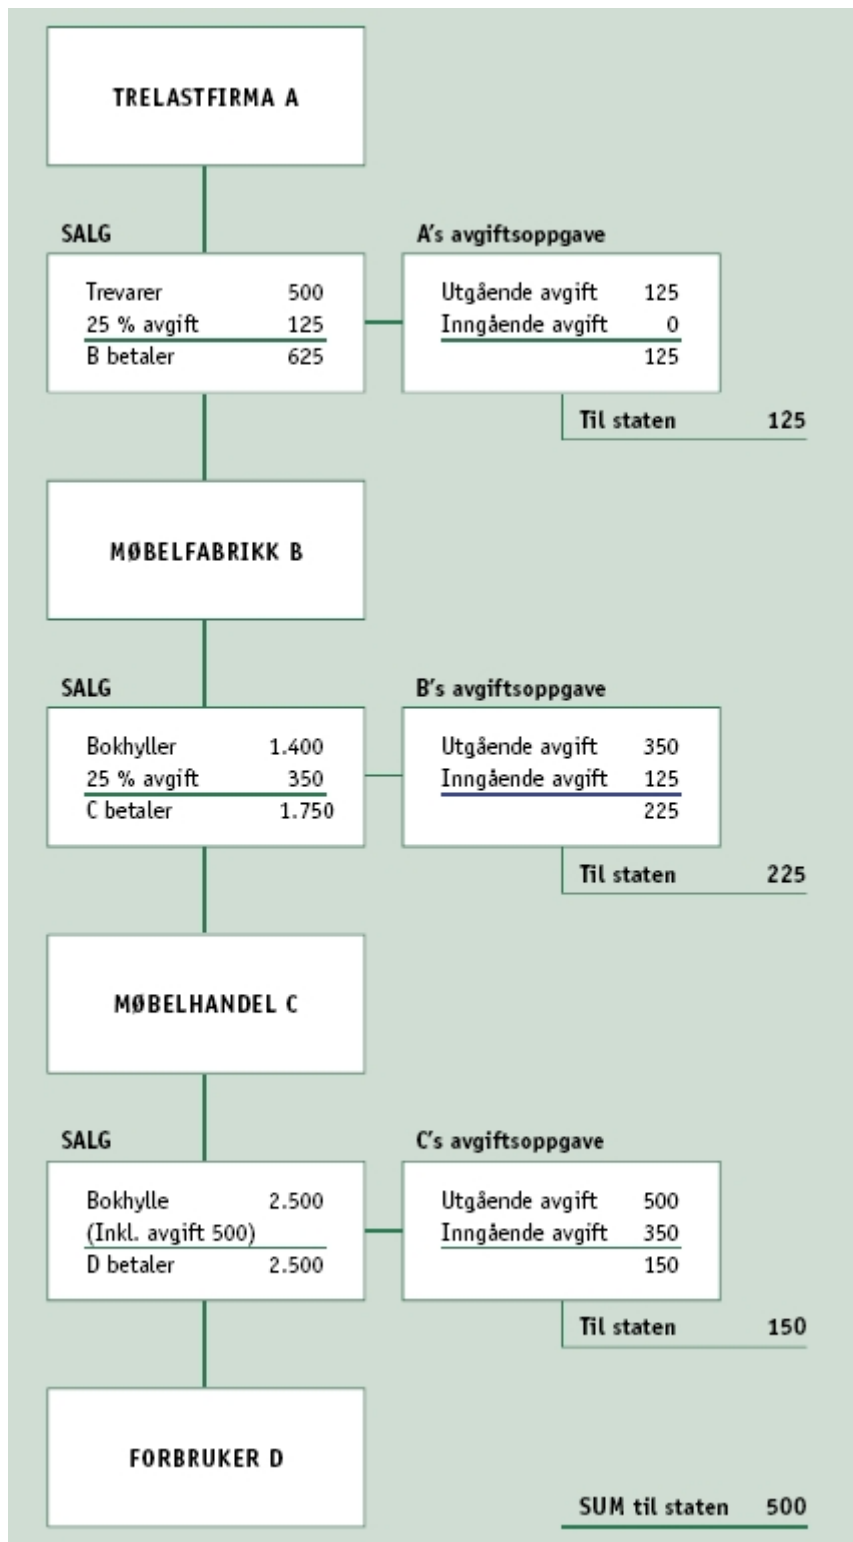 TRELASTFIRMA A
SALG
Trevarer 500
25 % avgift 125
B betaler 625
A's avgiftsoppgave
Utgående avgift 125
Inngående avgift 0
125
Til staten 125
MØBELFABRIKK B
SALG
Bokhyller 1.400
25 % avgift 350
C betaler 1.750
B's avgiftsoppgave
Utgående avgift 350
Inngående avgift 125
225
Til staten 225
MØBELHANDEL C
SALG
Bokhylle 2.500
(Inkl. avgift 500)
D betaler 2.500
C's avgiftsoppgave
Utgående avgift 500
Inngående avgift 350
150
Til staten 150
FORBRUKER D
SUM til staten 500